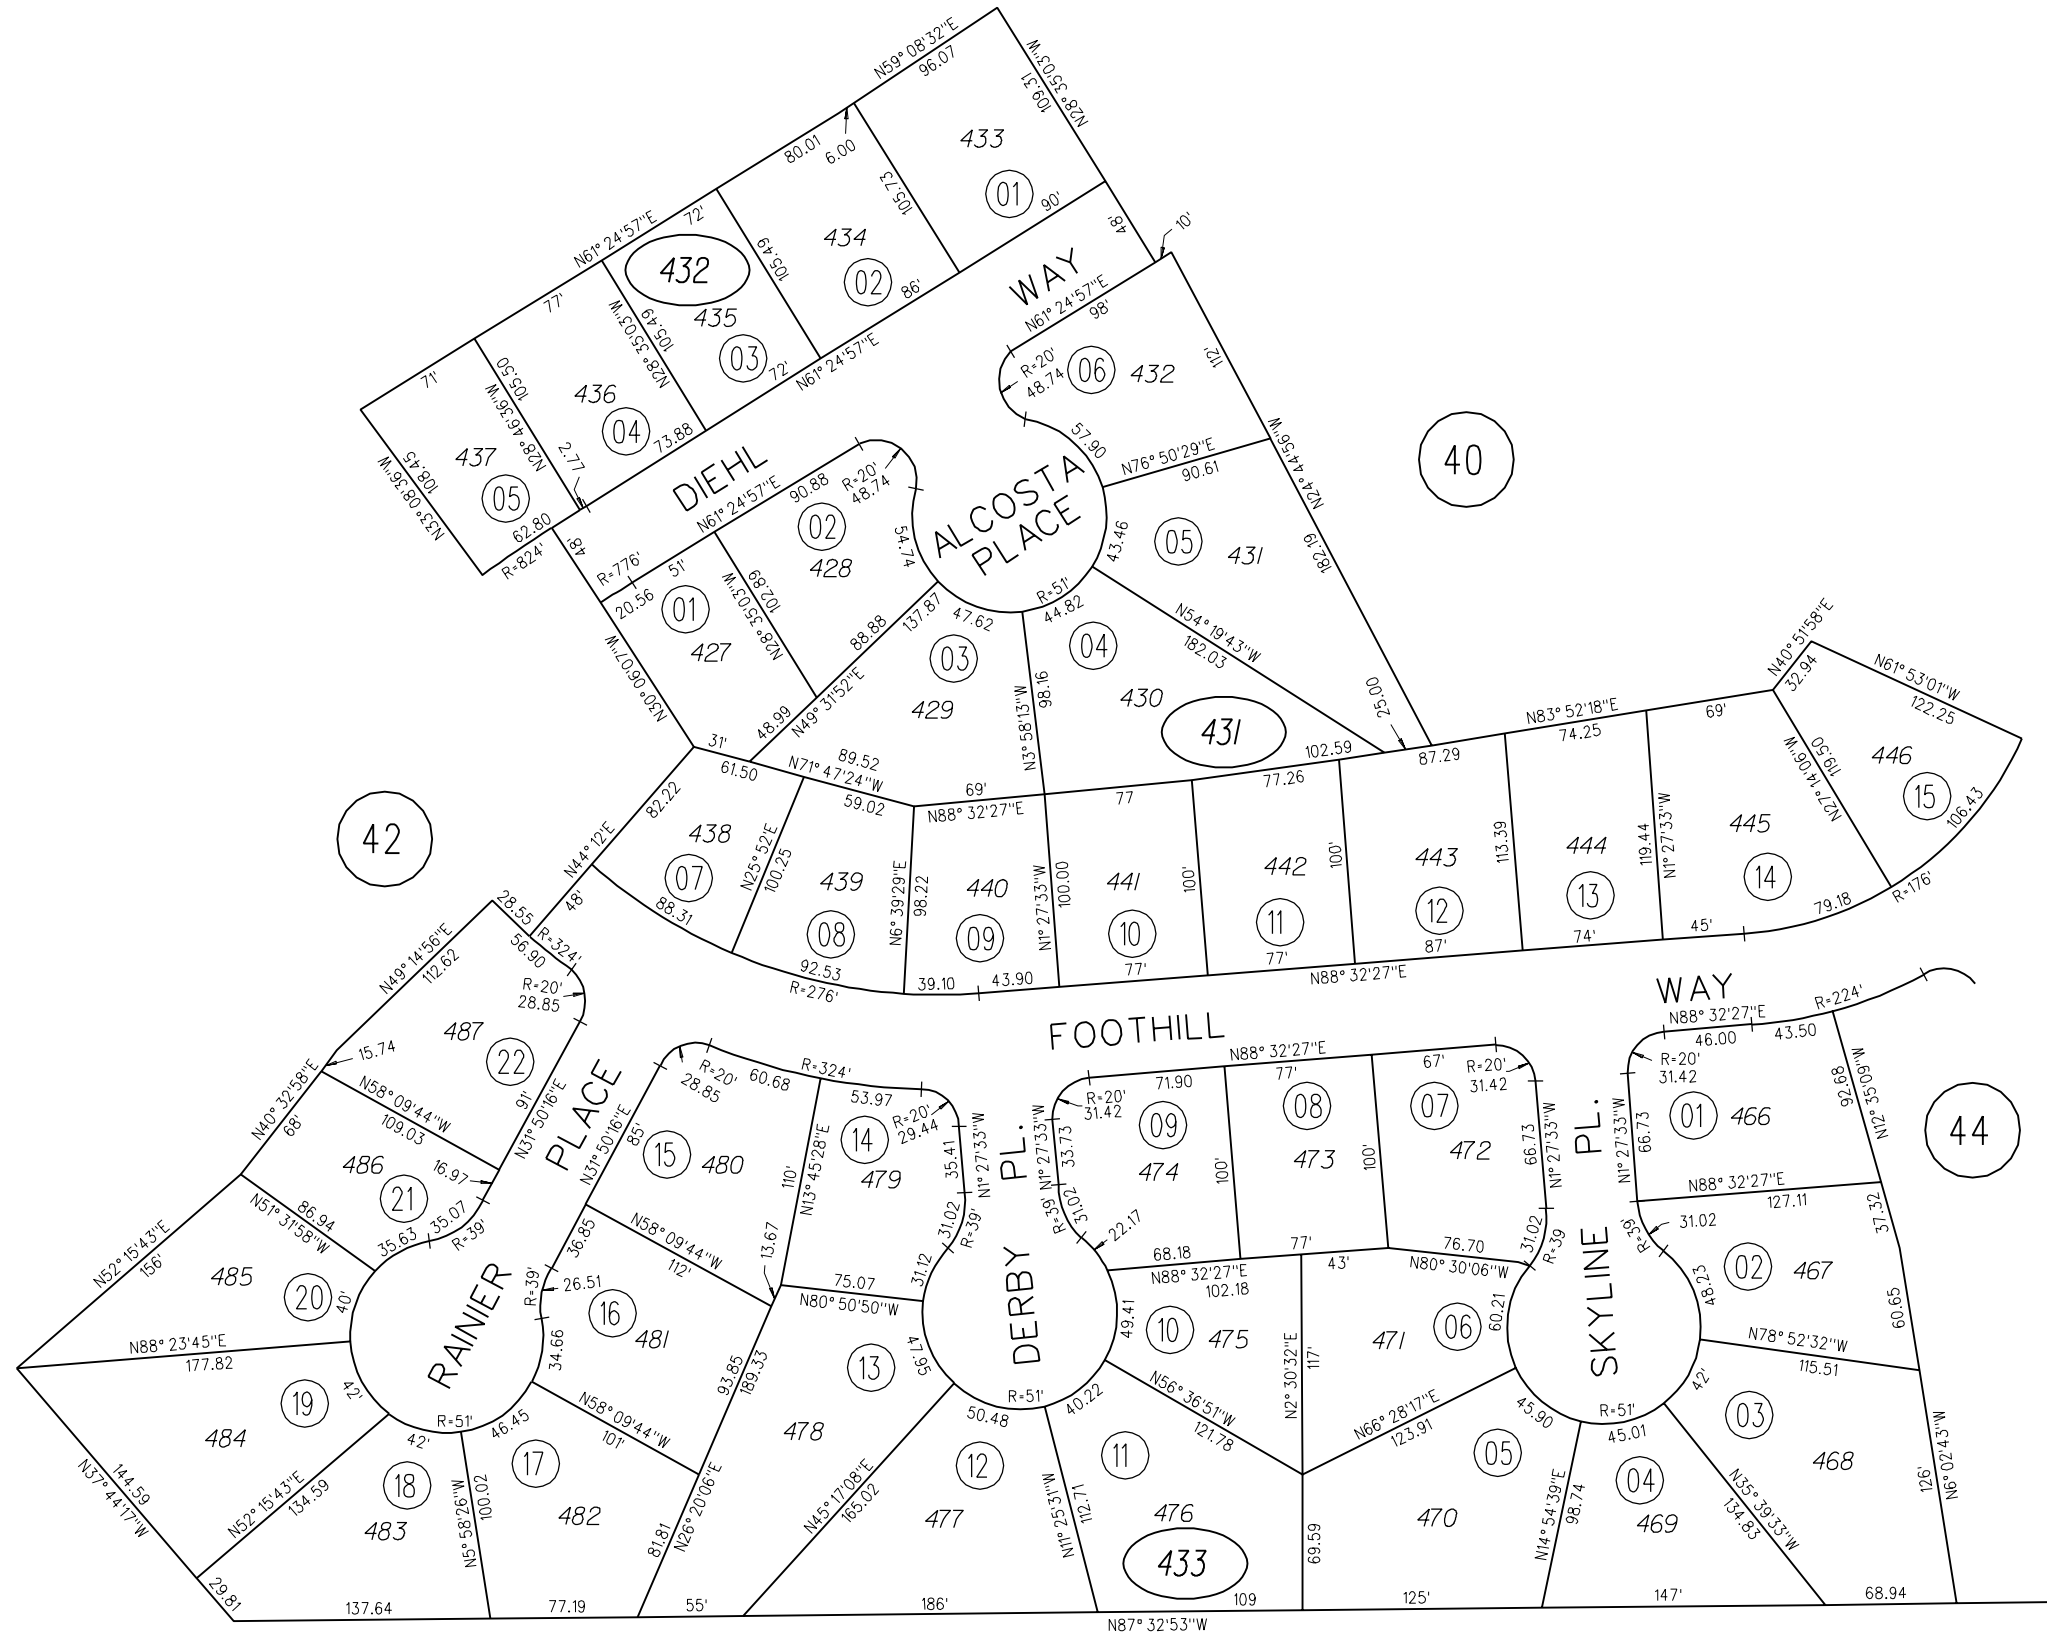 N59° 08'32"E
96.07
109.31
N28° 35'03"W
433
01
80.01
6.00
105.73
90'
48'
10'
N61° 24'57"E
72'
432
105.49
434
02
86'
77'
N28° 35'03"W
105.49
435
03
72'
N61° 24'57"E
71'
105.50
N28° 46'36"W
436
04
73.88
2.77
108.45
N33° 08'36"W
437
05
62.80
R=824'
48'
DIEHL
WAY
N61° 24'57"E
98'
R=20'
48.74
06
432
112'
57.90
N76° 50'29"E
90.61
N24° 44'56"W
182.19
40
N61° 24'57"E
90.88
R=20'
48.74
R=776'
51'
20.56
02
428
54.74
ALCOSTA
PLACE
43.46
05
431
01
427
N28° 35'03"W
102.89
N30° 06'07"W
88.88
137.87
47.62
R=51'
44.82
N54° 19'43"W
182.03
03
429
04
430
48.99
N49° 31'52"E
N3° 58'13"W
98.16
431
25.00
31'
61.50
89.52
N71° 47'24"W
59.02
69'
N88° 32'27"E
77
77.26
102.59
87.29
N83° 52'18"E
74.25
69'
N40° 51'58"E
32.94
N61° 53'01"W
122.25
446
15
106.43
N27° 14'06"W
119.50
42
82.22
N44° 12'E
48'
438
07
88.31
N25° 52'E
100.25
439
08
92.53
R=276'
N6° 39'29"E
98.22
440
09
39.10
43.90
N1° 27'33"W
100.00
441
10
77'
100'
442
11
77'
100'
N88° 32'27"E
443
12
87'
113.39
444
13
74'
119.44
N1° 27'33"W
445
14
45'
79.18
R=176'
28.55
56.90
R=324'
R=20'
28.85
N49° 14'56"E
112.62
487
22
15.74
N40° 32'58"E
68'
N58° 09'44"W
109.03
91'
N31° 50'16"E
PLACE
RAINIER
486
21
16.97
35.07
R=39'
35.63
86.94
N51° 31'58"W
N52° 15'43"E
156'
485
20
40'
N88° 23'45"E
177.82
484
19
42'
144.59
N37° 44'17"W
N52° 15'43"E
134.59
29.81
483
18
42'
R=51'
46.45
137.64
N5° 58'26"W
100.02
482
17
77.19
N58° 09'44"W
101'
FOOTHILL
WAY
R=20'
28.85
60.68
R=324'
53.97
N31° 50'16"E
85'
15
480
110'
N13° 45'28"E
14
479
R=20'
29.44
35.41
N1° 27'33"W
31.02
R=39'
31.12
36.85
R=39'
26.51
34.66
16
481
N58° 09'44"W
112'
13.67
75.07
N80° 50'50"W
93.85
189.33
81.81
N26° 20'06"E
13
478
56.47
55'
N45° 17'08"E
165.02
12
477
50.48
R=51'
40.22
186'
DERBY
PL.
R=20'
31.42
N1° 27'33"W
33.73
31.02
R=39'
22.17
71.90
77'
N88° 32'27"E
67'
09
474
100'
08
473
100'
07
472
R=20'
31.42
66.73
N1° 27'33"W
31.02
R=39
68.18
N88° 32'27"E
102.18
77'
43'
76.70
N80° 30'06"W
49.41
10
475
N2° 30'32"E
117'
471
06
60.21
N56° 36'51"W
121.78
N66° 28'17"E
123.91
11
476
N11° 25'31"W
112.71
433
109
69.59
N87° 32'53"W
470
05
45.90
125'
N14° 54'39"E
98.74
SKYLINE
PL.
R=51'
45.01
04
469
147'
N35° 39'33"W
134.83
N88° 32'27"E
46.00
43.50
R=224'
R=20'
31.42
01
466
N1° 27'33"W
66.73
92.68
N12° 35'09"W
N88° 32'27"E
127.11
37.32
31.02
R=39'
48.23
02
467
60.65
N78° 52'32"W
115.51
42'
03
468
126'
N6° 02'43"W
68.94
44